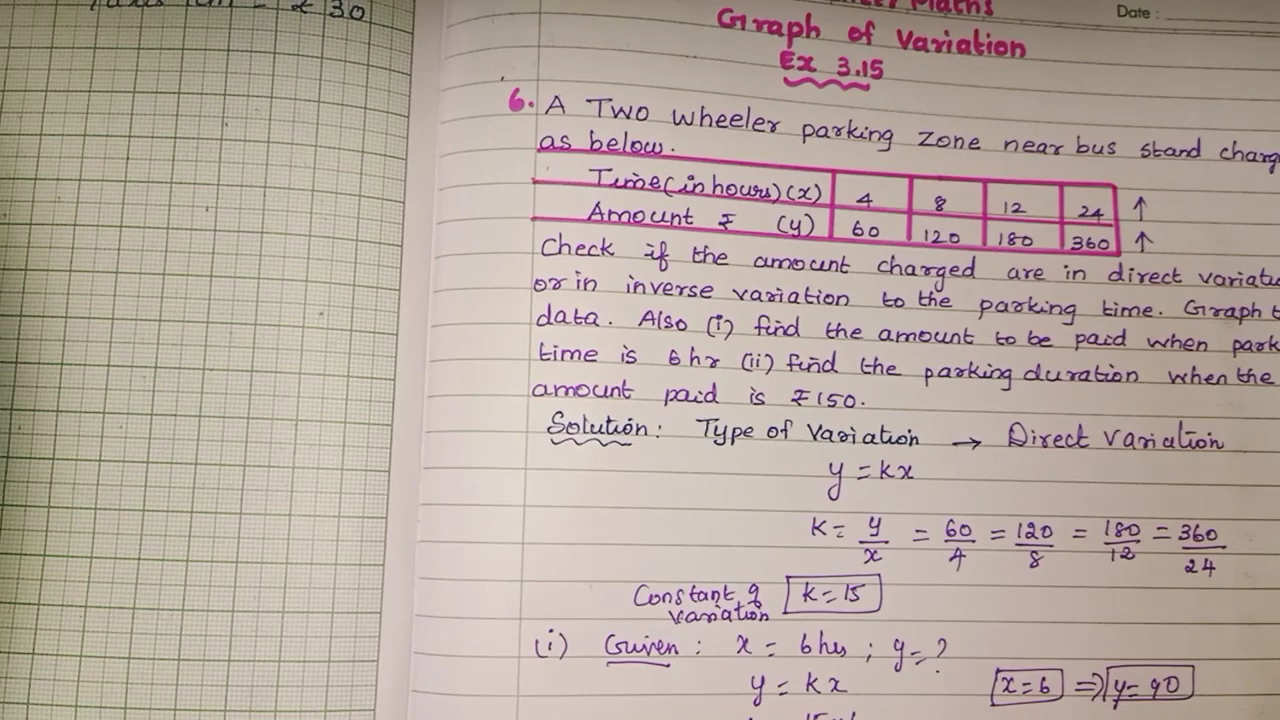 = ₹ 30
Maths
Date :
Graph of Variation
Ex 3.15
6. A Two wheeler parking zone near bus stand charg
as below.
Time (in hours) (x) 4 8 12 24 ↑
Amount ₹ (y) 60 120 180 360 ↑
Check if the amount charged are in direct variat
or in inverse variation to the parking time. Graph t
data. Also (i) find the amount to be paid when park
time is 6 hr (ii) find the parking duration when the
amount paid is ₹150.
Solution: Type of Variation → Direct Variation
y = kx
k = y/x = 60/4 = 120/8 = 180/12 = 360/24
Constant of variation k = 15
(i) Given : x = 6 hrs ; y = ?
y = kx x = 6 ⇒ y = 90